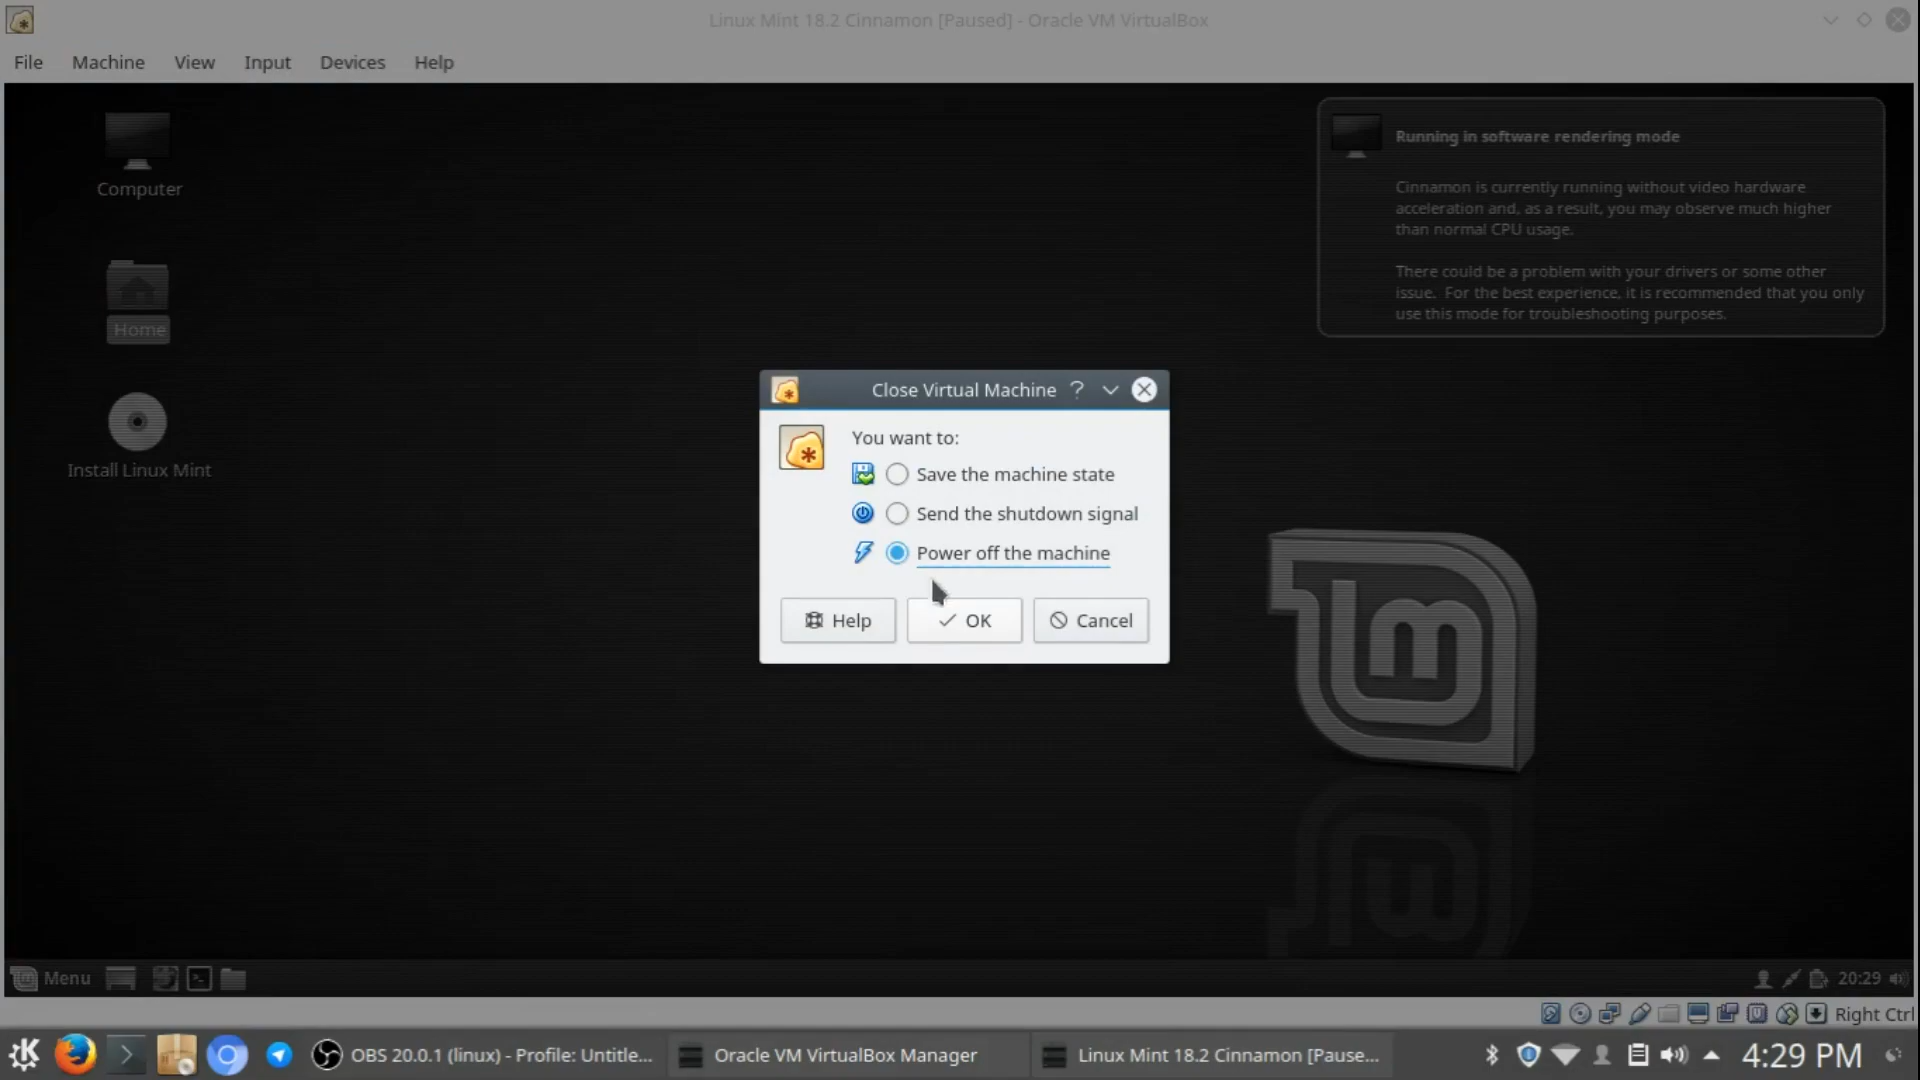 Linux Mint 18.2 Cinnamon [Paused] - Oracle VM VirtualBox
File Machine View Input Devices Help
Computer
Home
Install Linux Mint
Running in software rendering mode
Cinnamon is currently running without video hardware
acceleration and, as a result, you may observe much higher
than normal CPU usage.
There could be a problem with your drivers or some other
issue. For the best experience, it is recommended that you only
use this mode for troubleshooting purposes.
Close Virtual Machine
You want to:
Save the machine state
Send the shutdown signal
Power off the machine
Help OK Cancel
Menu 20:29
Right Ctrl
OBS 20.0.1 (linux) - Profile: Untitle... Oracle VM VirtualBox Manager Linux Mint 18.2 Cinnamon [Pause... 4:29 PM